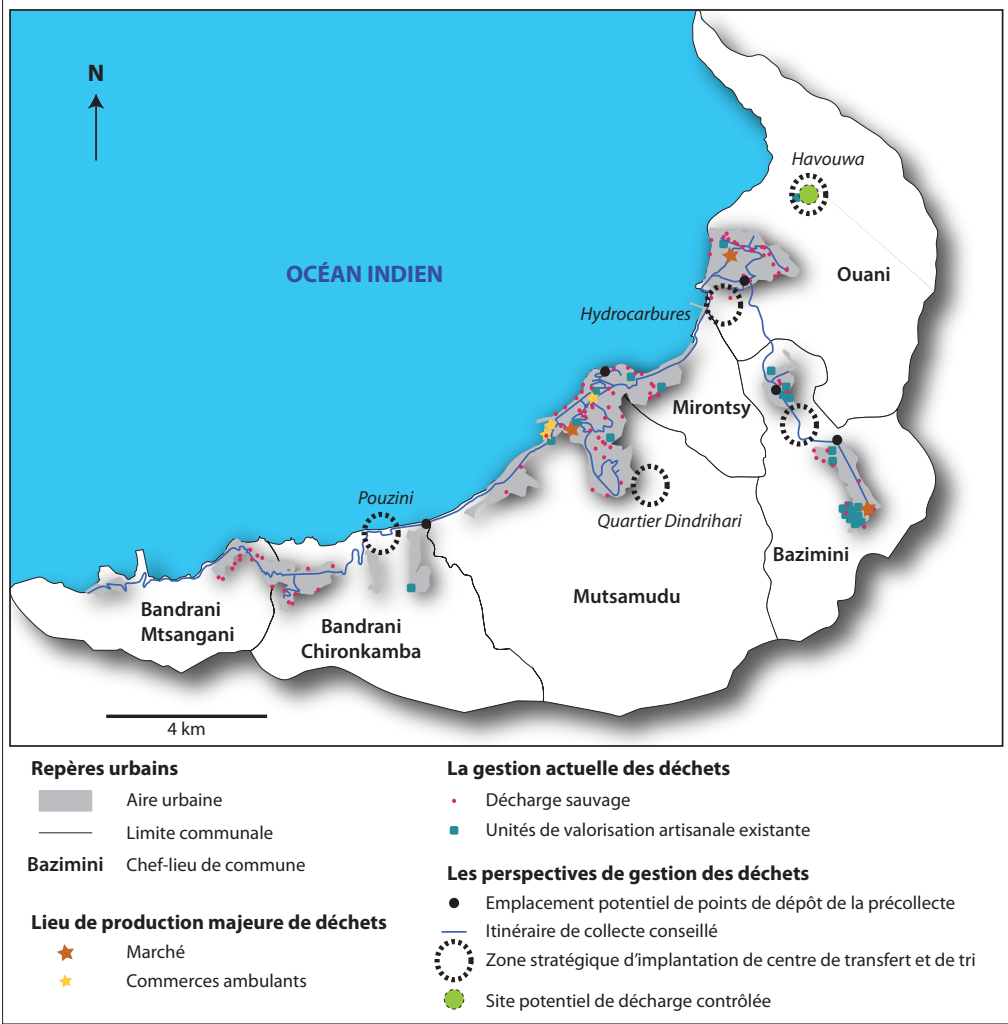 N
Havouwa
OCÉAN INDIEN
Ouani
Hydrocarbures
Mirontsy
Pouzini
Quartier Dindrihari
Bazimini
Mutsamudu
Bandrani
Mtsangani
Bandrani
Chironkamba
4 km
Repères urbains
Aire urbaine
Limite communale
Bazimini Chef-lieu de commune
Lieu de production majeure de déchets
Marché
Commerces ambulants
La gestion actuelle des déchets
Décharge sauvage
Unités de valorisation artisanale existante
Les perspectives de gestion des déchets
Emplacement potentiel de points de dépôt de la précollecte
Itinéraire de collecte conseillé
Zone stratégique d'implantation de centre de transfert et de tri
Site potentiel de décharge contrôlée